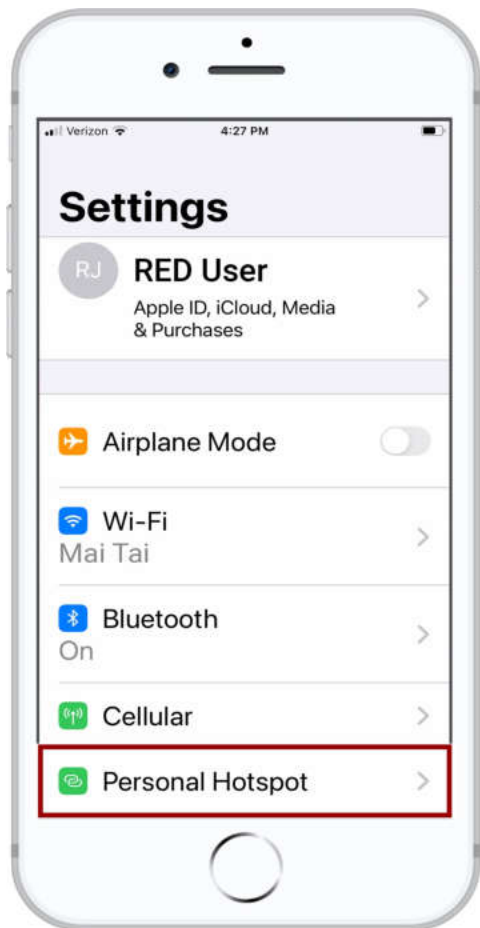 Verizon 4:27 PM
Settings
RJ
RED User
Apple ID, iCloud, Media
& Purchases
Airplane Mode
Wi-Fi
Mai Tai
Bluetooth
On
Cellular
Personal Hotspot